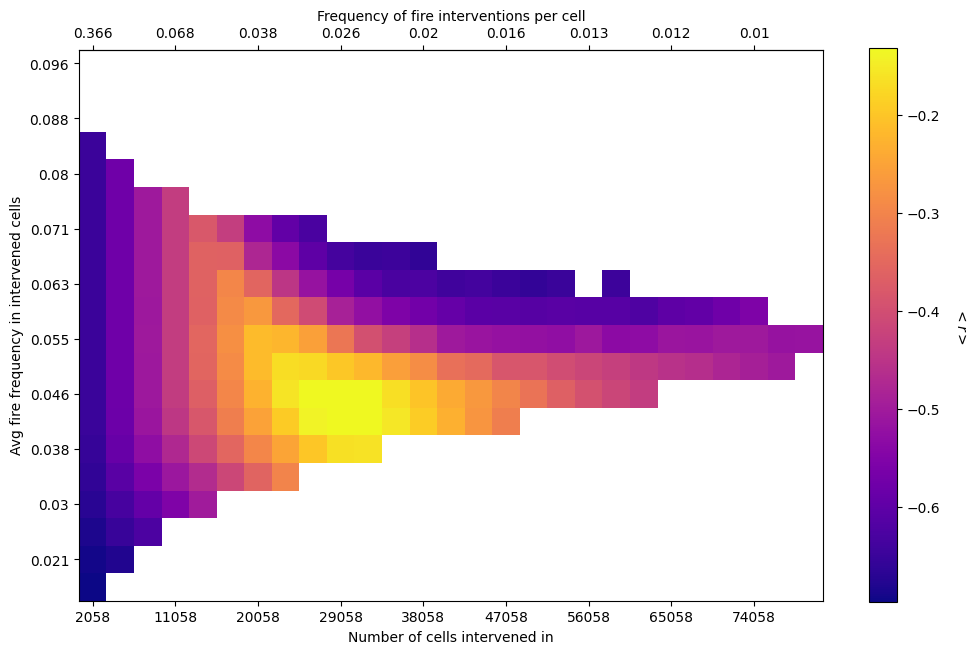 Frequency of fire interventions per cell
0.366 0.068 0.038 0.026 0.02 0.016 0.013 0.012 0.01
Avg fire frequency in intervened cells
0.096
0.088
0.08
0.071
0.063
0.055
0.046
0.038
0.03
0.021
2058 11058 20058 29058 38058 47058 56058 65058 74058
Number of cells intervened in
−0.2
−0.3
−0.4
−0.5
−0.6
< r >